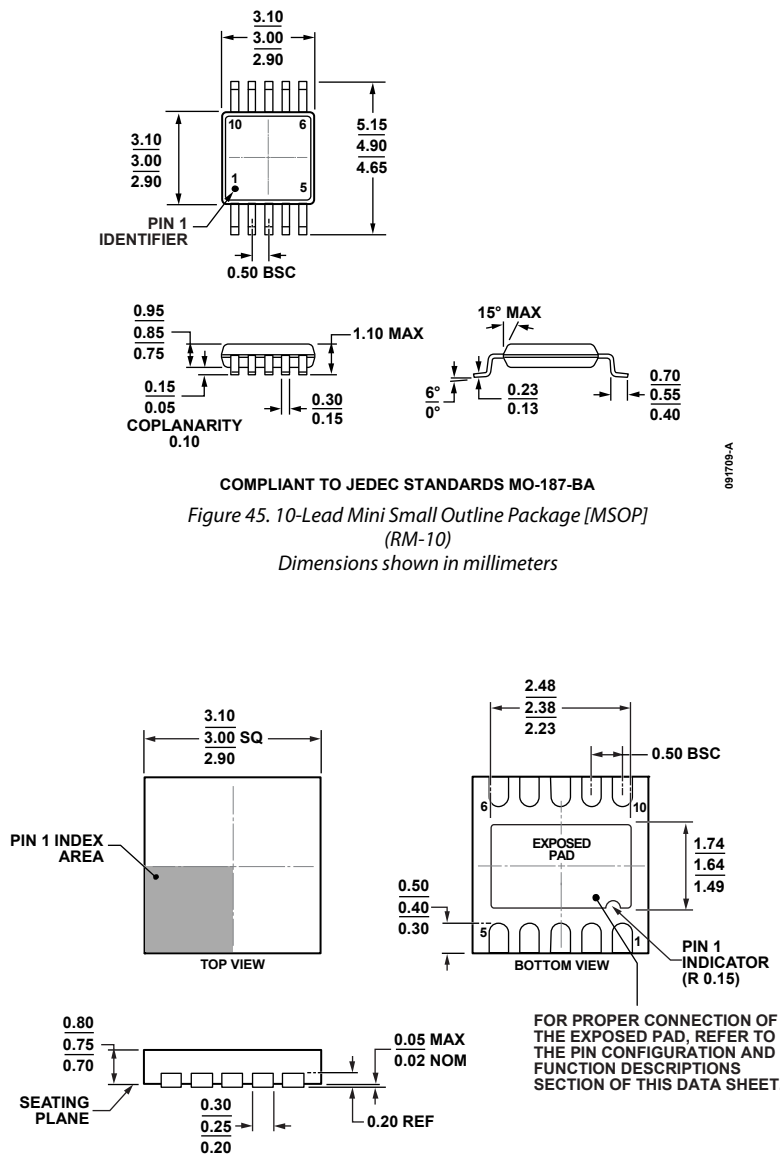 3.10
3.00
2.90
10
6
1
5
3.10
3.00
2.90
5.15
4.90
4.65
PIN 1
IDENTIFIER
0.50 BSC
0.95
0.85
0.75
1.10 MAX
0.15
0.05
COPLANARITY
0.10
0.30
0.15
15° MAX
6°
0°
0.23
0.13
0.70
0.55
0.40
091709-A
COMPLIANT TO JEDEC STANDARDS MO-187-BA
Figure 45. 10-Lead Mini Small Outline Package [MSOP]
(RM-10)
Dimensions shown in millimeters
3.10
3.00 SQ
2.90
PIN 1 INDEX
AREA
TOP VIEW
2.48
2.38
2.23
0.50 BSC
6
10
EXPOSED
PAD
1.74
1.64
1.49
0.50
0.40
0.30
5
1
BOTTOM VIEW
PIN 1
INDICATOR
(R 0.15)
FOR PROPER CONNECTION OF
THE EXPOSED PAD, REFER TO
THE PIN CONFIGURATION AND
FUNCTION DESCRIPTIONS
SECTION OF THIS DATA SHEET
0.80
0.75
0.70
SEATING
PLANE
0.30
0.25
0.20
0.05 MAX
0.02 NOM
0.20 REF